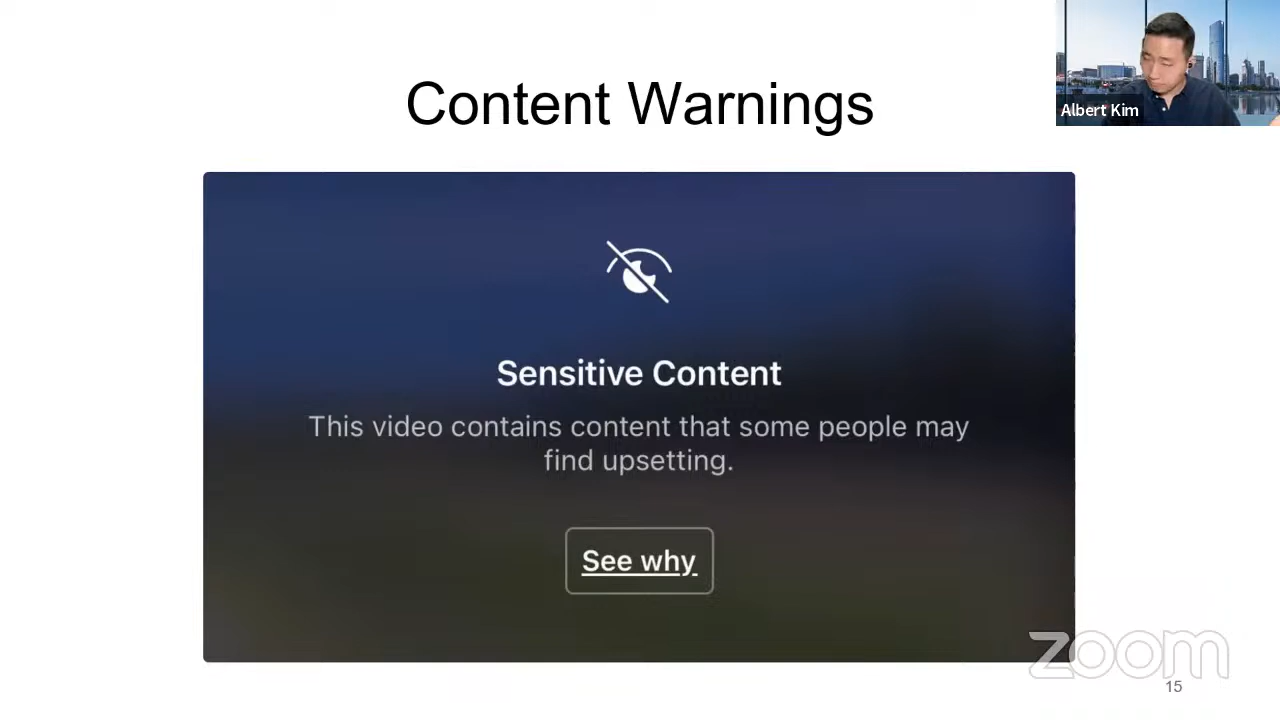 Content Warnings
Albert Kim
Sensitive Content
This video contains content that some people may
find upsetting.
See why
zoom
15